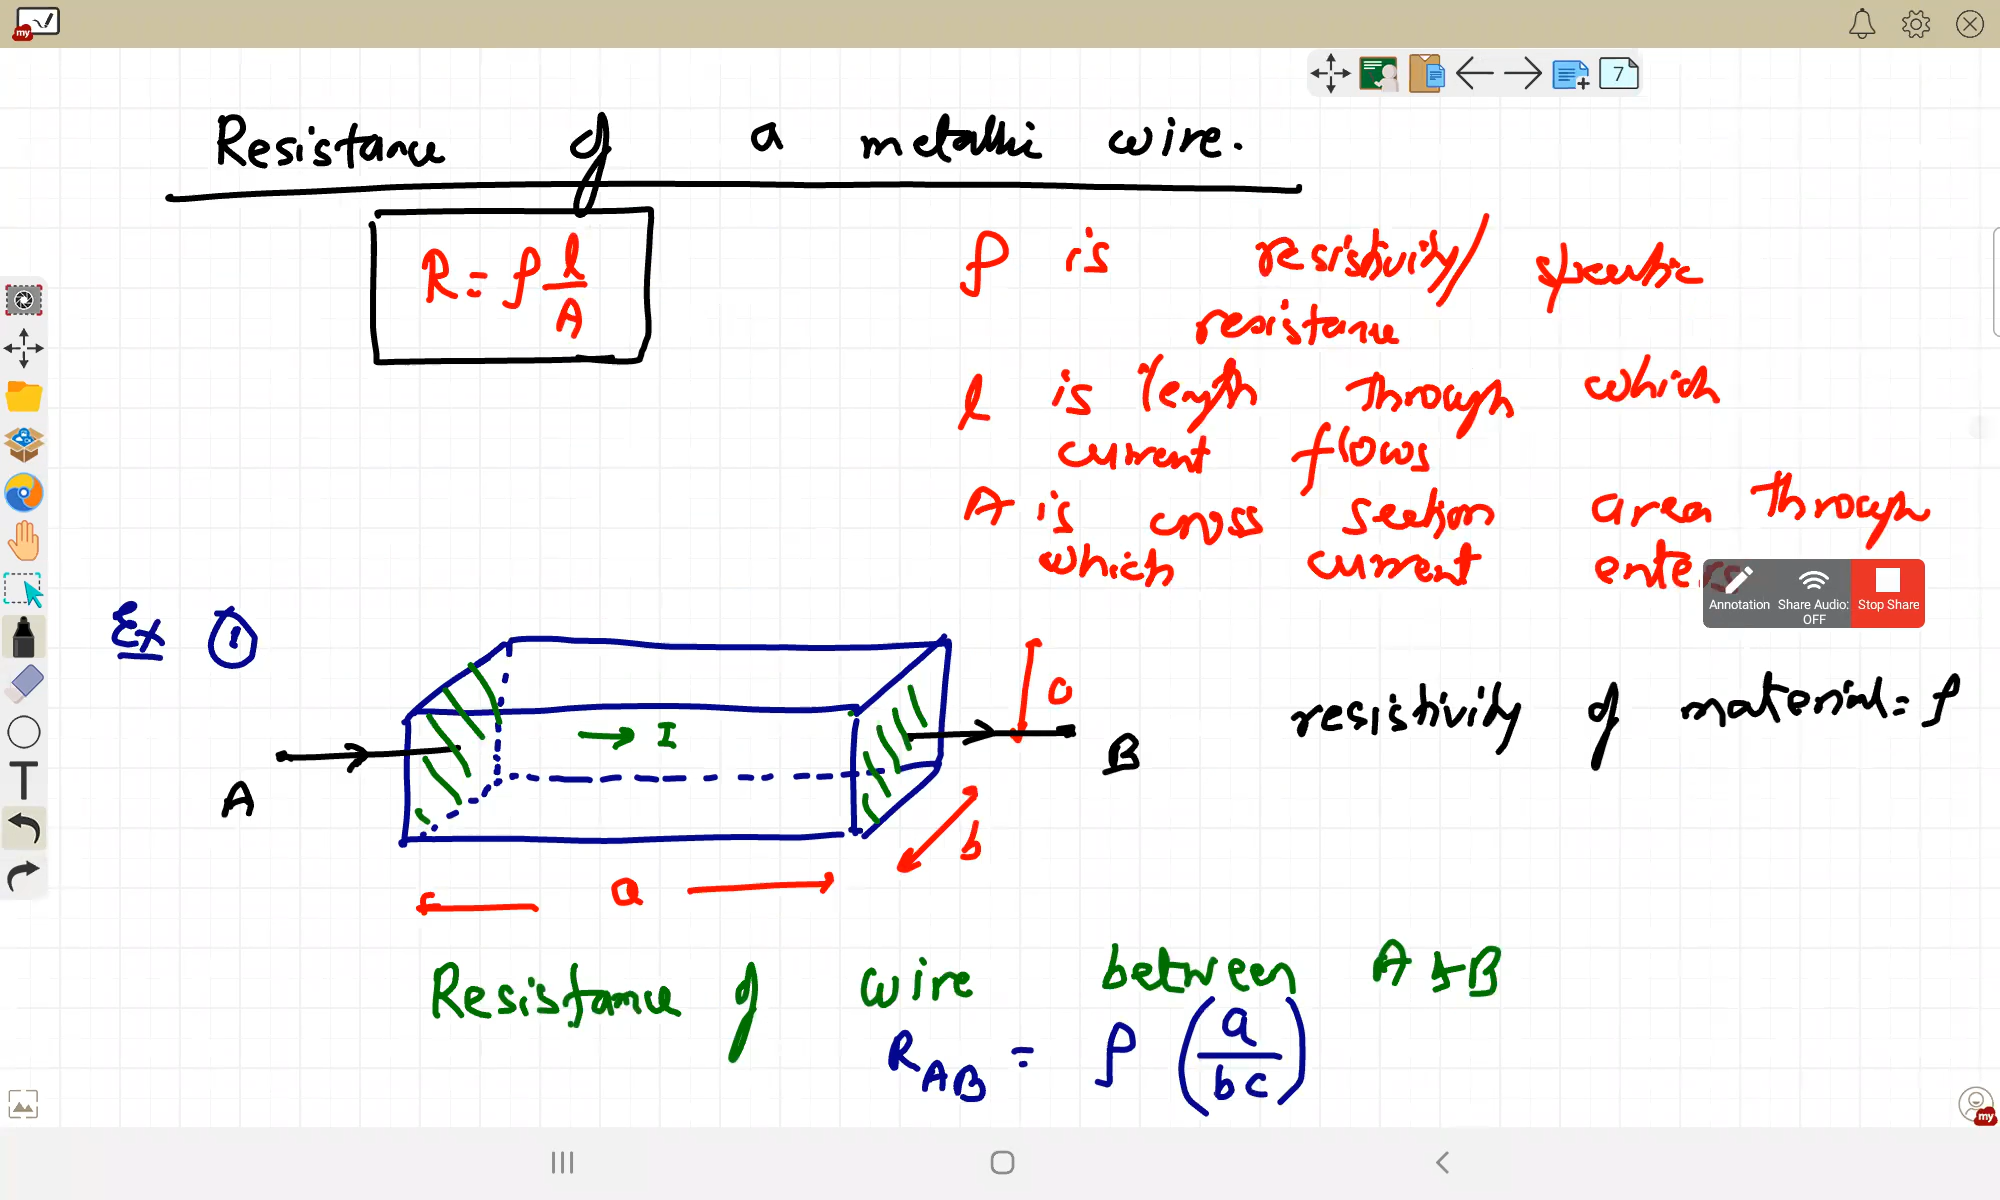 my
7
Resistance of a metallic wire.
R = ρ l/A
ρ is resistivity/ specific
resistance
l is length through which
current flows
A is cross section area through
which current enters
Annotation Share Audio: OFF Stop Share
Ex ①
A
→ I
B
c
b
a
resistivity of material = ρ
Resistance of wire between A & B
R_AB = ρ (a/bc)
T
my